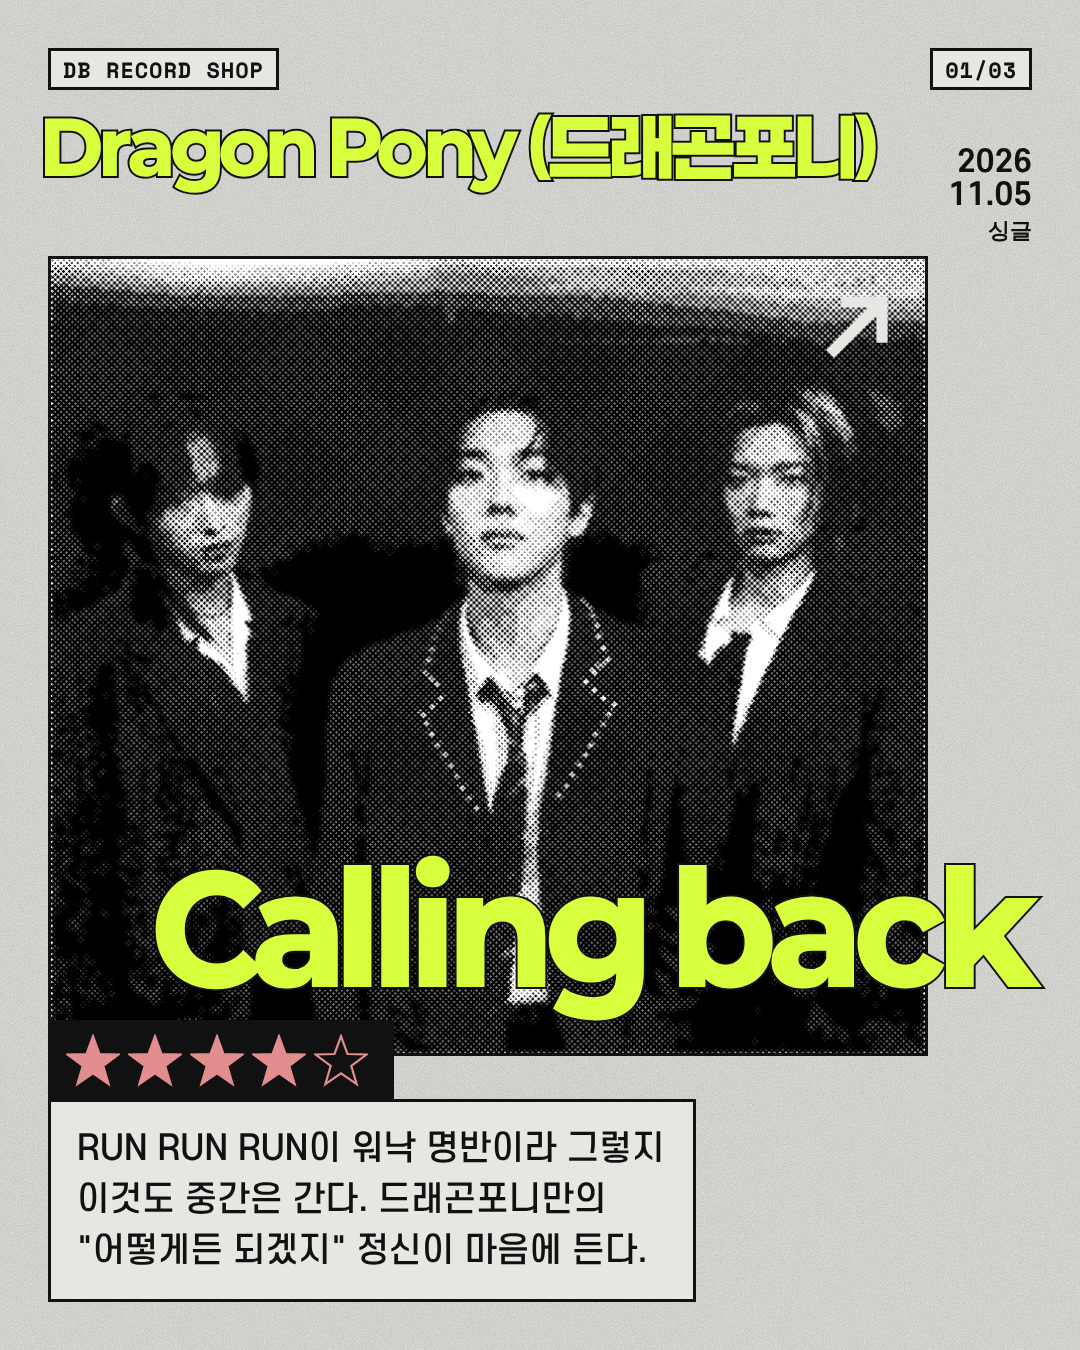 DB RECORD SHOP
01/03
Dragon Pony (드래곤포니)
2026
11.05
싱글
Calling back
RUN RUN RUN이 워낙 명반이라 그렇지
이것도 중간은 간다. 드래곤포니만의
"어떻게든 되겠지" 정신이 마음에 든다.